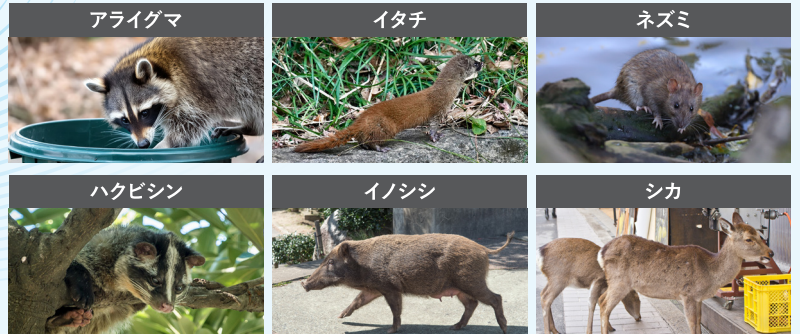 アライグマ
イタチ
ネズミ
ハクビシン
イノシシ
シカ